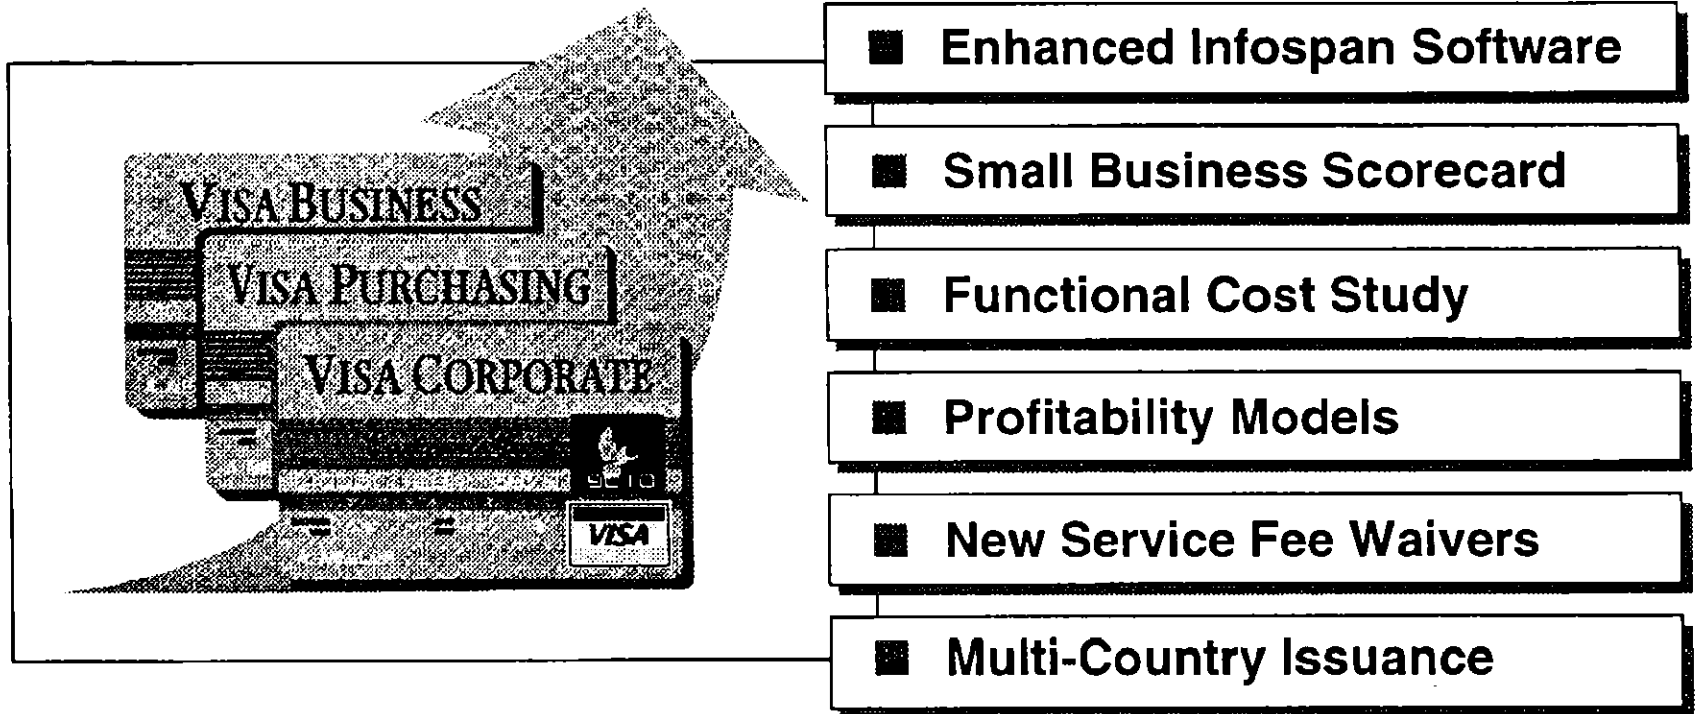 VISA BUSINESS
VISA PURCHASING
VISA CORPORATE
VISA
Enhanced Infospan Software
Small Business Scorecard
Functional Cost Study
Profitability Models
New Service Fee Waivers
Multi-Country Issuance